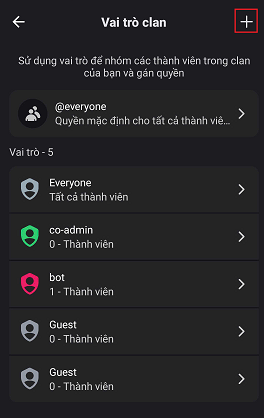 Vai trò clan
Sử dụng vai trò để nhóm các thành viên trong clan
của bạn và gán quyền
@everyone
Quyền mặc định cho tất cả thành viê...
Vai trò - 5
Everyone
Tất cả thành viên
co-admin
0 - Thành viên
bot
1 - Thành viên
Guest
0 - Thành viên
Guest
0 - Thành viên